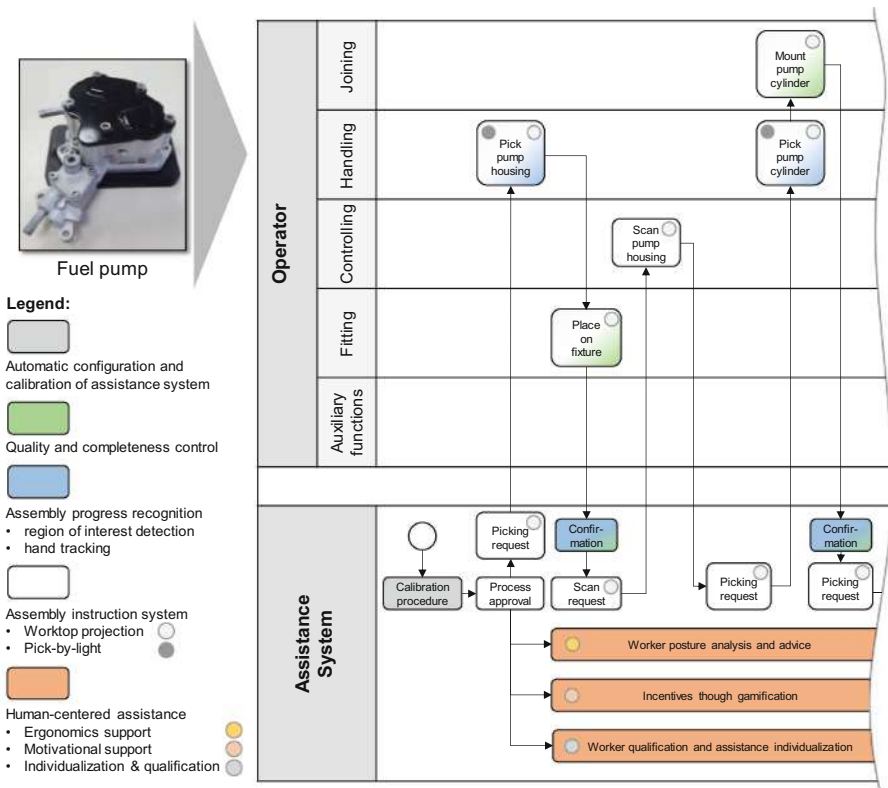 Fuel pump
Legend:
Automatic configuration and
calibration of assistance system
Quality and completeness control
Assembly progress recognition
• region of interest detection
• hand tracking
Assembly instruction system
• Worktop projection
• Pick-by-light
Human-centered assistance
• Ergonomics support
• Motivational support
• Individualization & qualification
Operator
Joining
Handling
Controlling
Fitting
Auxiliary
functions
Mount
pump
cylinder
Pick
pump
housing
Pick
pump
cylinder
Scan
pump
housing
Place
on
fixture
Assistance
System
Calibration
procedure
Process
approval
Picking
request
Confir-
mation
Scan
request
Picking
request
Confir-
mation
Picking
request
Worker posture analysis and advice
Incentives though gamification
Worker qualification and assistance individualization